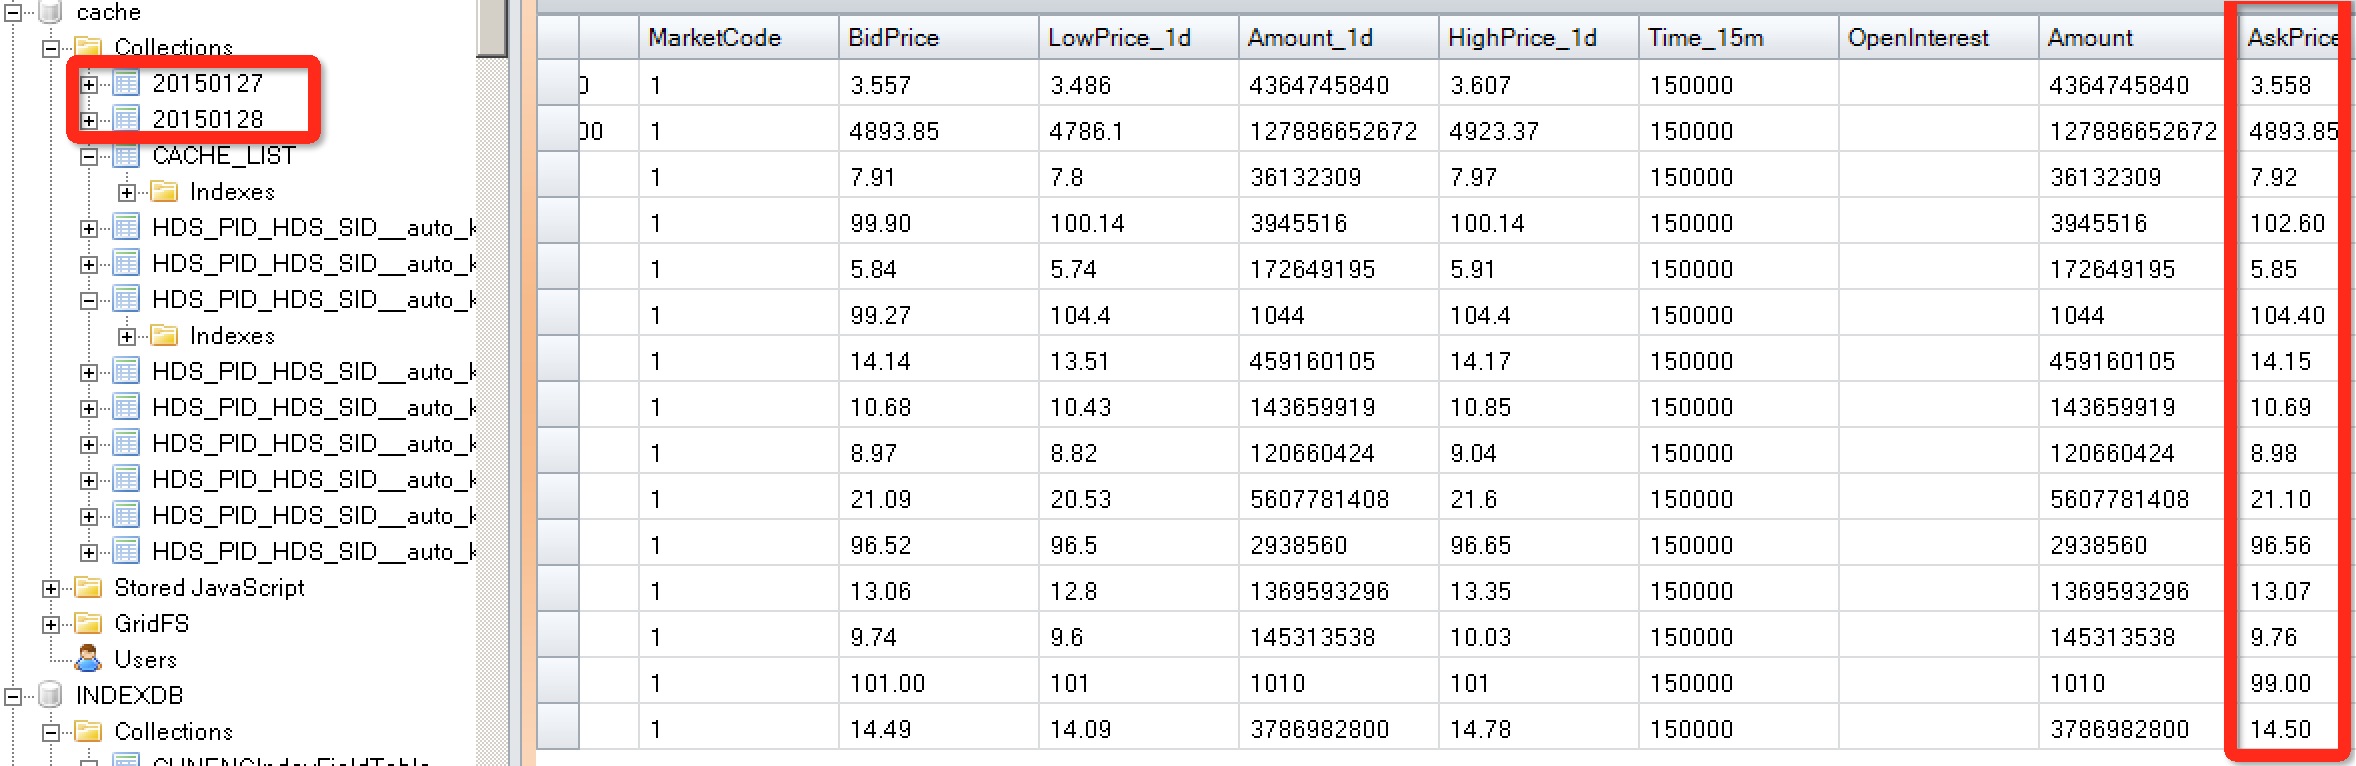 cache
Collections
20150127
20150128
CACHE_LIST
Indexes
HDS_PID_HDS_SID__auto_k
HDS_PID_HDS_SID__auto_k
HDS_PID_HDS_SID__auto_k
Indexes
HDS_PID_HDS_SID__auto_k
HDS_PID_HDS_SID__auto_k
HDS_PID_HDS_SID__auto_k
HDS_PID_HDS_SID__auto_k
HDS_PID_HDS_SID__auto_k
HDS_PID_HDS_SID__auto_k
Stored JavaScript
GridFS
Users
INDEXDB
Collections
MarketCode BidPrice LowPrice_1d Amount_1d HighPrice_1d Time_15m OpenInterest Amount AskPrice
0 1 3.557 3.486 4364745840 3.607 150000 4364745840 3.558
00 1 4893.85 4786.1 127886652672 4923.37 150000 127886652672 4893.85
1 7.91 7.8 36132309 7.97 150000 36132309 7.92
1 99.90 100.14 3945516 100.14 150000 3945516 102.60
1 5.84 5.74 172649195 5.91 150000 172649195 5.85
1 99.27 104.4 1044 104.4 150000 1044 104.40
1 14.14 13.51 459160105 14.17 150000 459160105 14.15
1 10.68 10.43 143659919 10.85 150000 143659919 10.69
1 8.97 8.82 120660424 9.04 150000 120660424 8.98
1 21.09 20.53 5607781408 21.6 150000 5607781408 21.10
1 96.52 96.5 2938560 96.65 150000 2938560 96.56
1 13.06 12.8 1369593296 13.35 150000 1369593296 13.07
1 9.74 9.6 145313538 10.03 150000 145313538 9.76
1 101.00 101 1010 101 150000 1010 99.00
1 14.49 14.09 3786982800 14.78 150000 3786982800 14.50